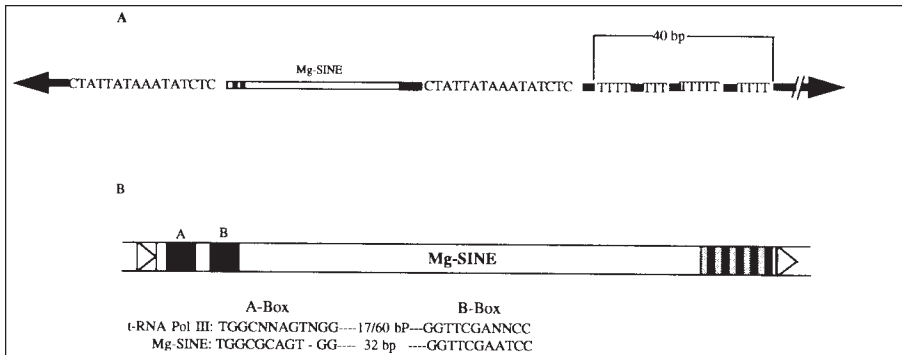 A
40 bp
Mg-SINE
CTATTATAAATATCTC CTATTATAAATATCTC TTTT TTT TTTTT TTTT
B
A B
Mg-SINE
A-Box B-Box
t-RNA Pol III: TGGCNNAGTNGG----17/60 bP---GGTTCGANNCC
Mg-SINE: TGGCGCAGT - GG---- 32 bp ----GGTTCGAATCC